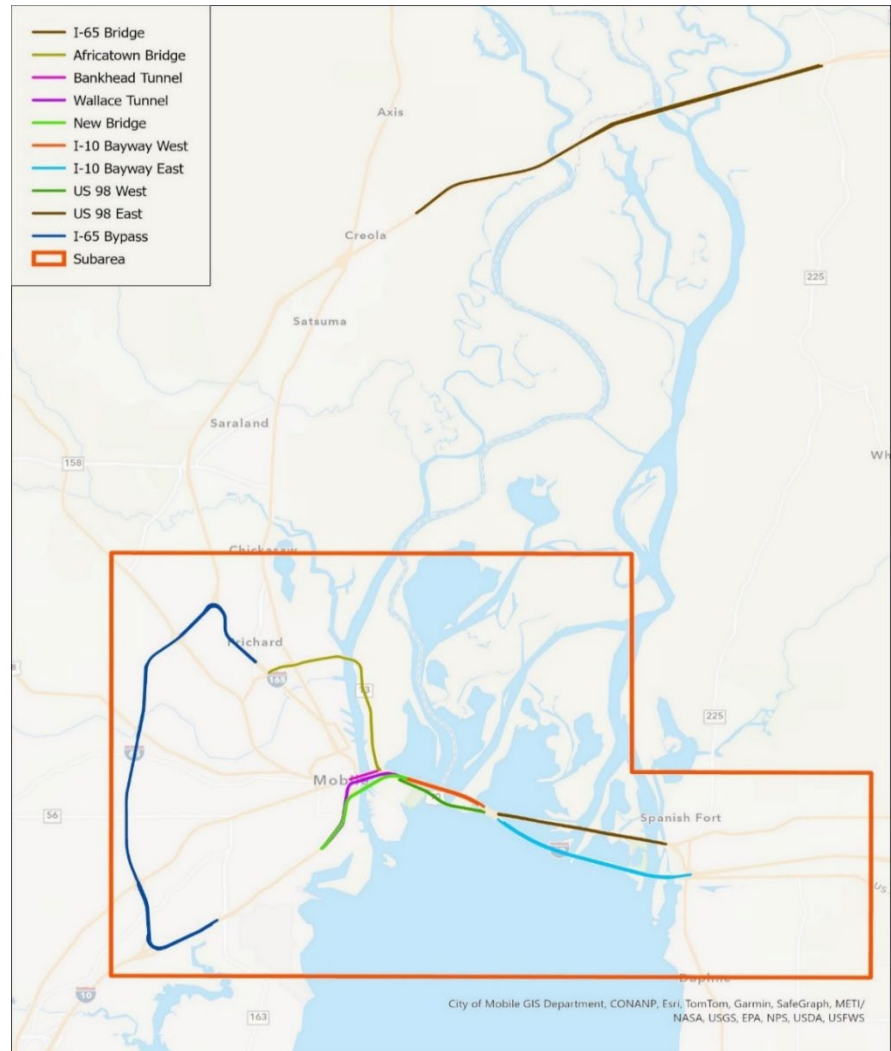 I-65 Bridge
Africatown Bridge
Bankhead Tunnel
Wallace Tunnel
New Bridge
I-10 Bayway West
I-10 Bayway East
US 98 West
US 98 East
I-65 Bypass
Subarea
Axis
Creola
225
Satsuma
Saraland
158
Wh
Chickasaw
Prichard
165
13
225
Mobile
56
Spanish Fort
US
10
Daphne
163
City of Mobile GIS Department, CONANP, Esri, TomTom, Garmin, SafeGraph, METI/
NASA, USGS, EPA, NPS, USDA, USFWS